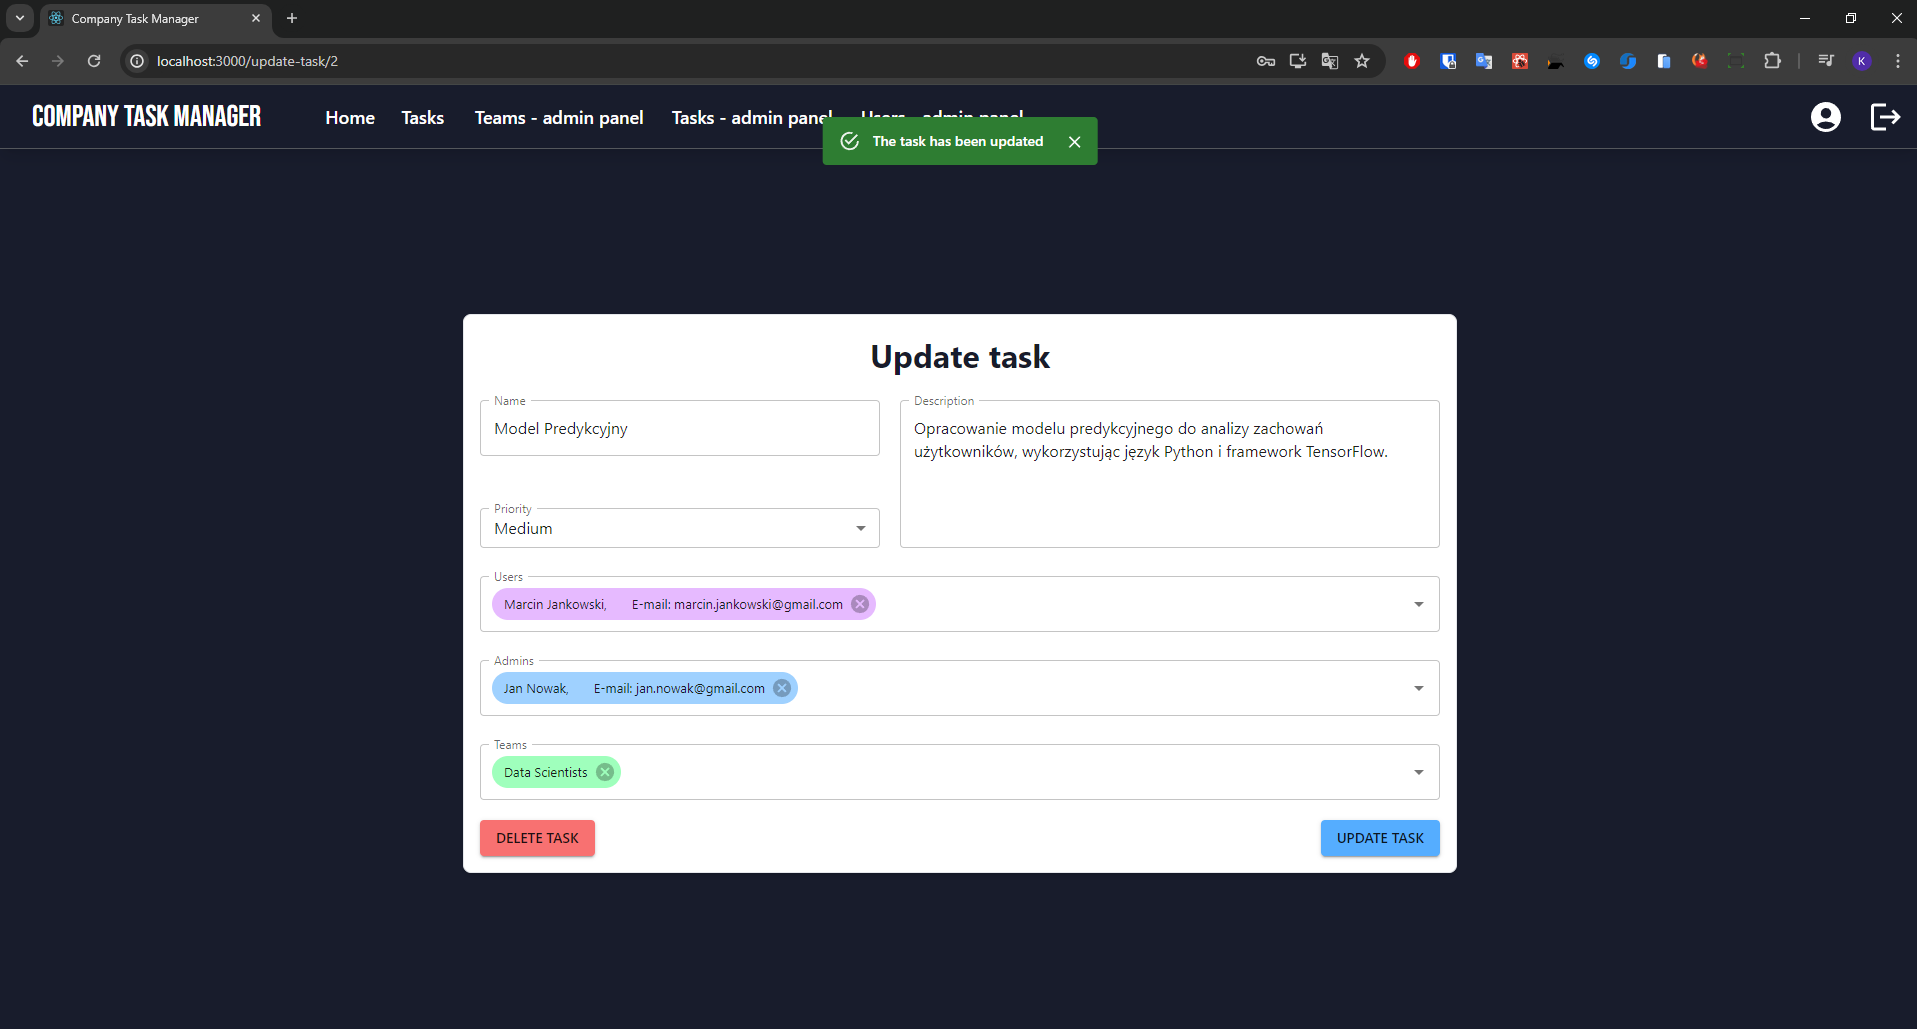 Company Task Manager
localhost:3000/update-task/2
K
COMPANY TASK MANAGER
Home
Tasks
Teams - admin panel
Tasks - admin panel
Users - admin panel
The task has been updated
Update task
Name
Model Predykcyjny
Description
Opracowanie modelu predykcyjnego do analizy zachowań
użytkowników, wykorzystując język Python i framework TensorFlow.
Priority
Medium
Users
Marcin Jankowski, E-mail: marcin.jankowski@gmail.com
Admins
Jan Nowak, E-mail: jan.nowak@gmail.com
Teams
Data Scientists
DELETE TASK
UPDATE TASK